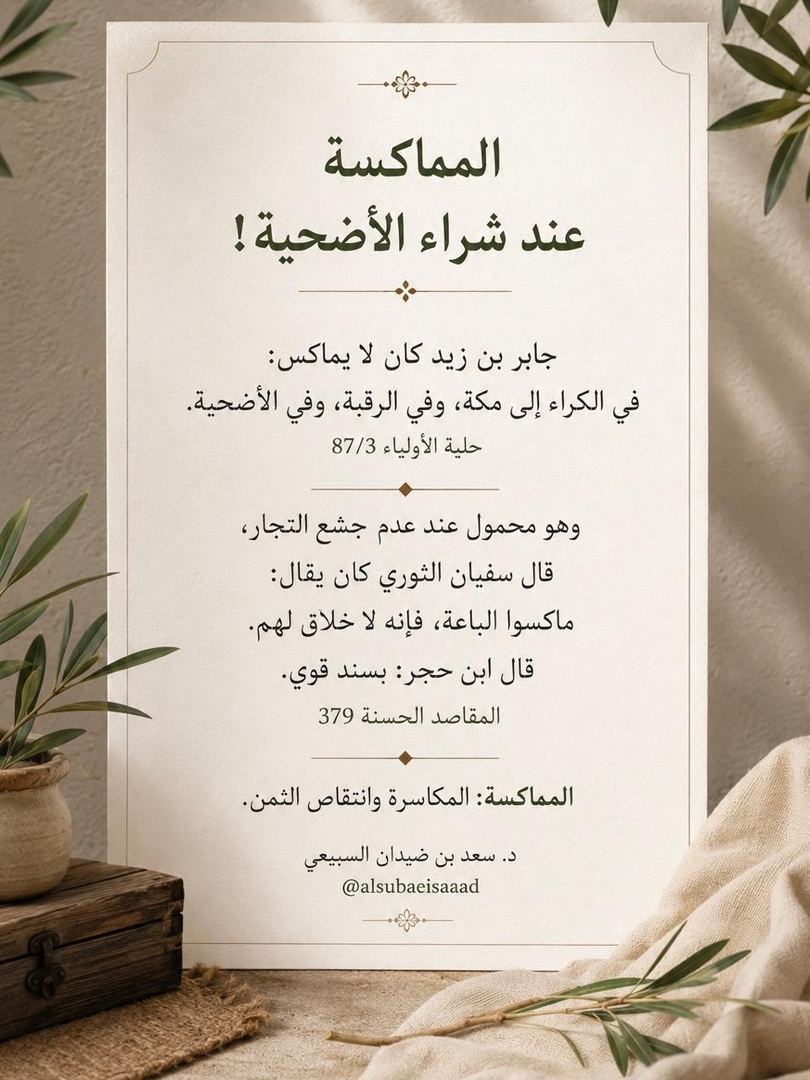 المماكسة
عند شراء الأضحية!
جابر بن زيد كان لا يماكس:
في الكراء إلى مكة، وفي الرقبة، وفي الأضحية.
حلية الأولياء 87/3
وهو محمول عند عدم جشع التجار،
قال سفيان الثوري كان يقال:
ماكسوا الباعة، فإنه لا خلاق لهم.
قال ابن حجر: بسند قوي.
المقاصد الحسنة 379
المماكسة: المكاسرة وانتقاص الثمن.
د. سعد بن ضيدان السبيعي
@alsubaeisaaad